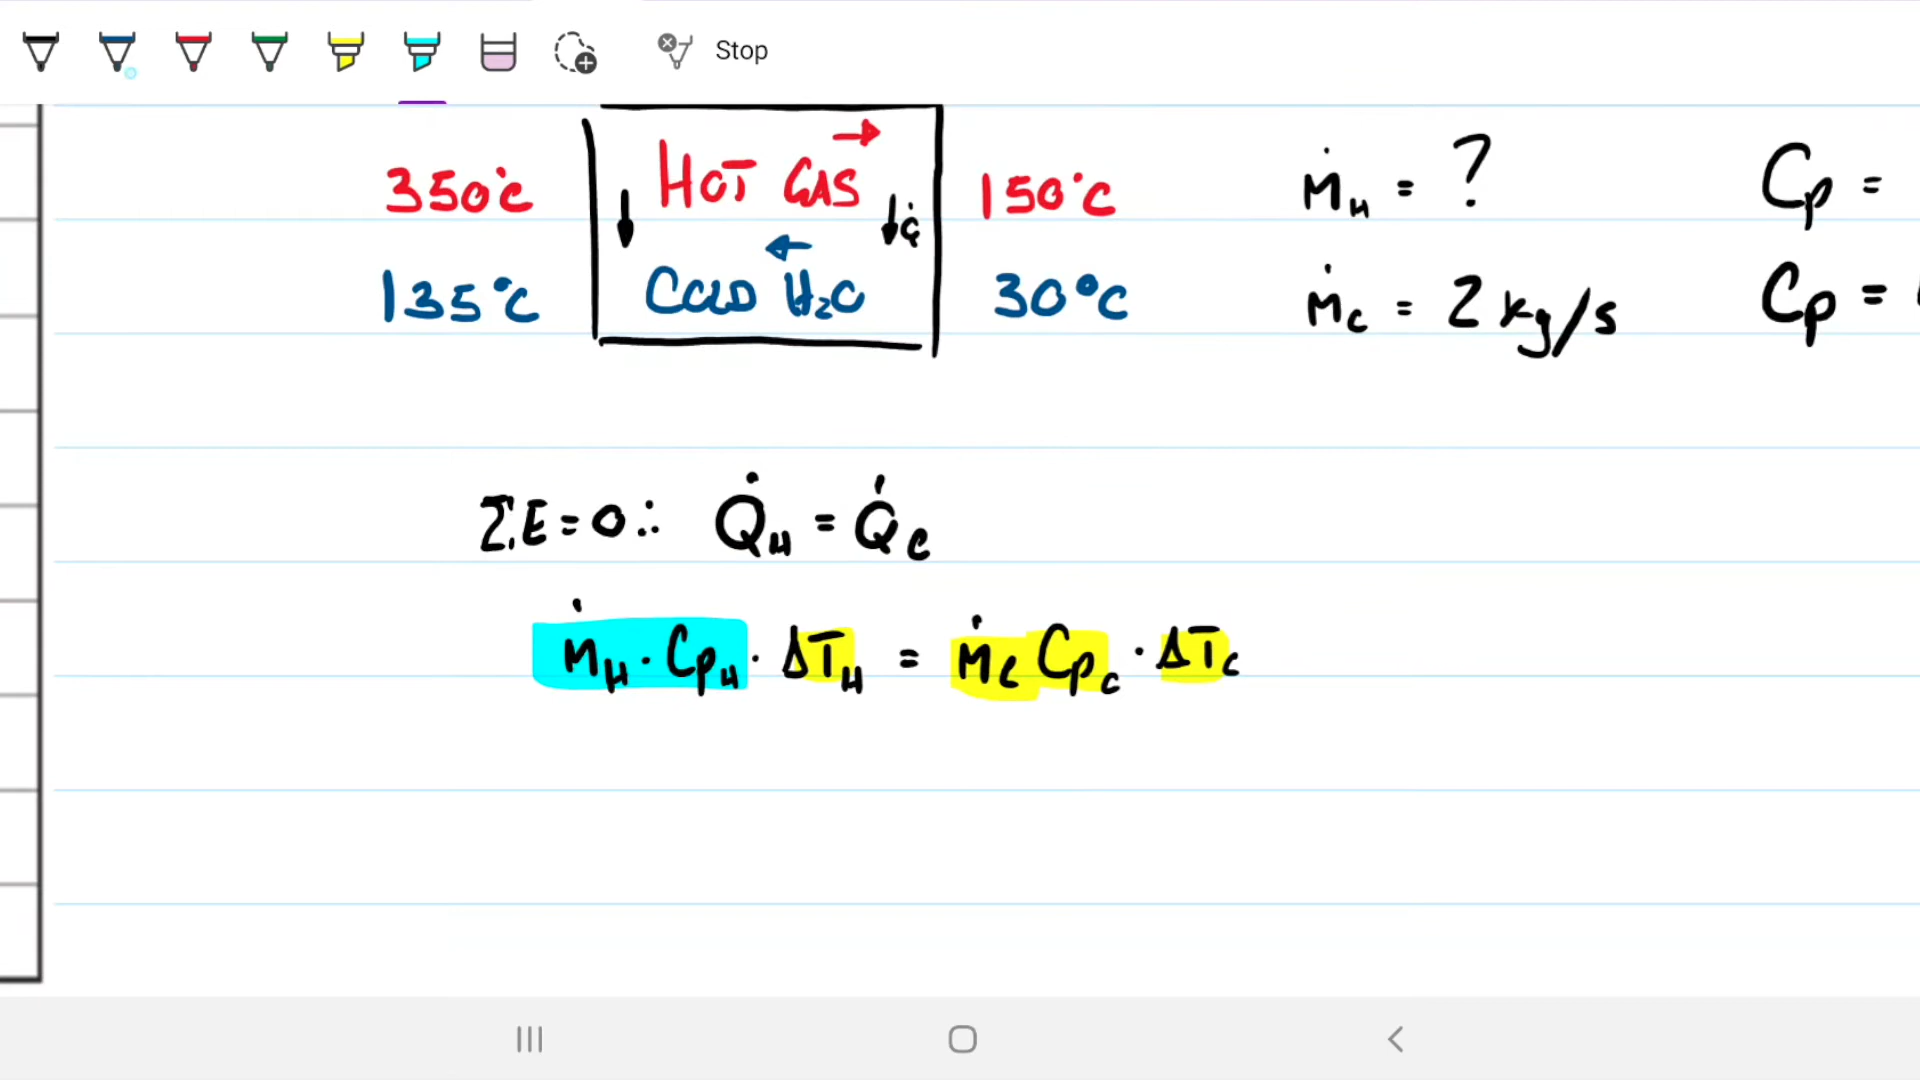 Stop
350°C HOT GAS → 150°C ṁH = ? Cp =
↓ ↓ q̇
135°C ← COLD H₂O 30°C ṁC = 2 kg/s Cp =
ΣE = 0 ∴ Q̇H = Q̇C
ṁH · CpH · ΔTH = ṁC CpC · ΔTC